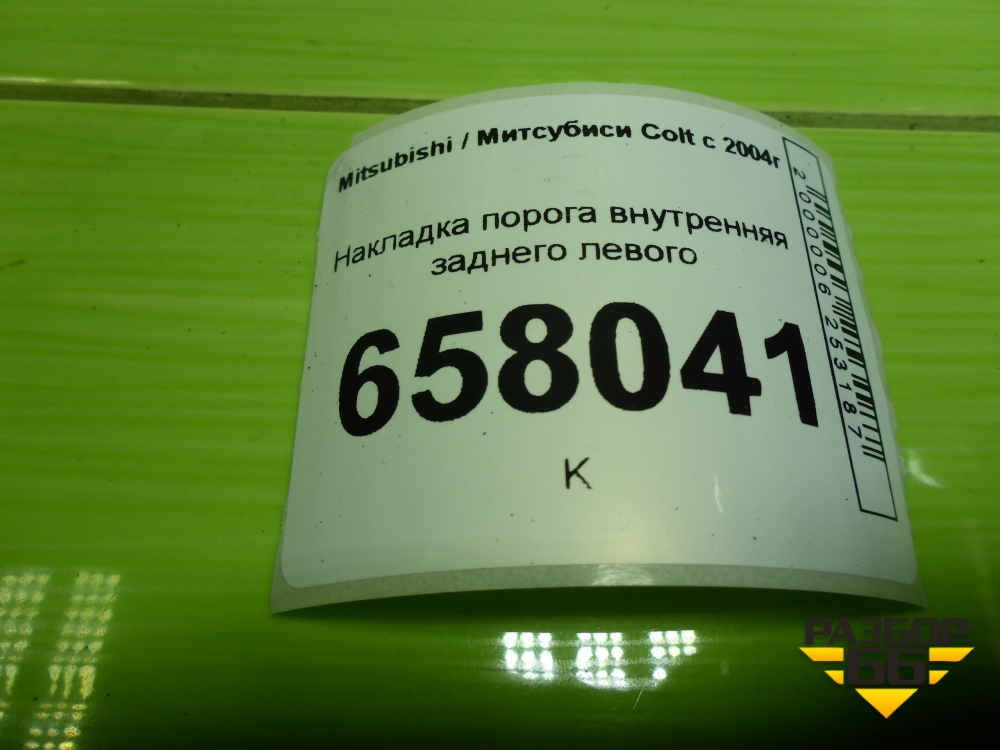 Mitsubishi / Митсубиси Colt с 2004г
Накладка порога внутренняя
заднего левого
658041
К
2000006253187
РАЗБОР
66